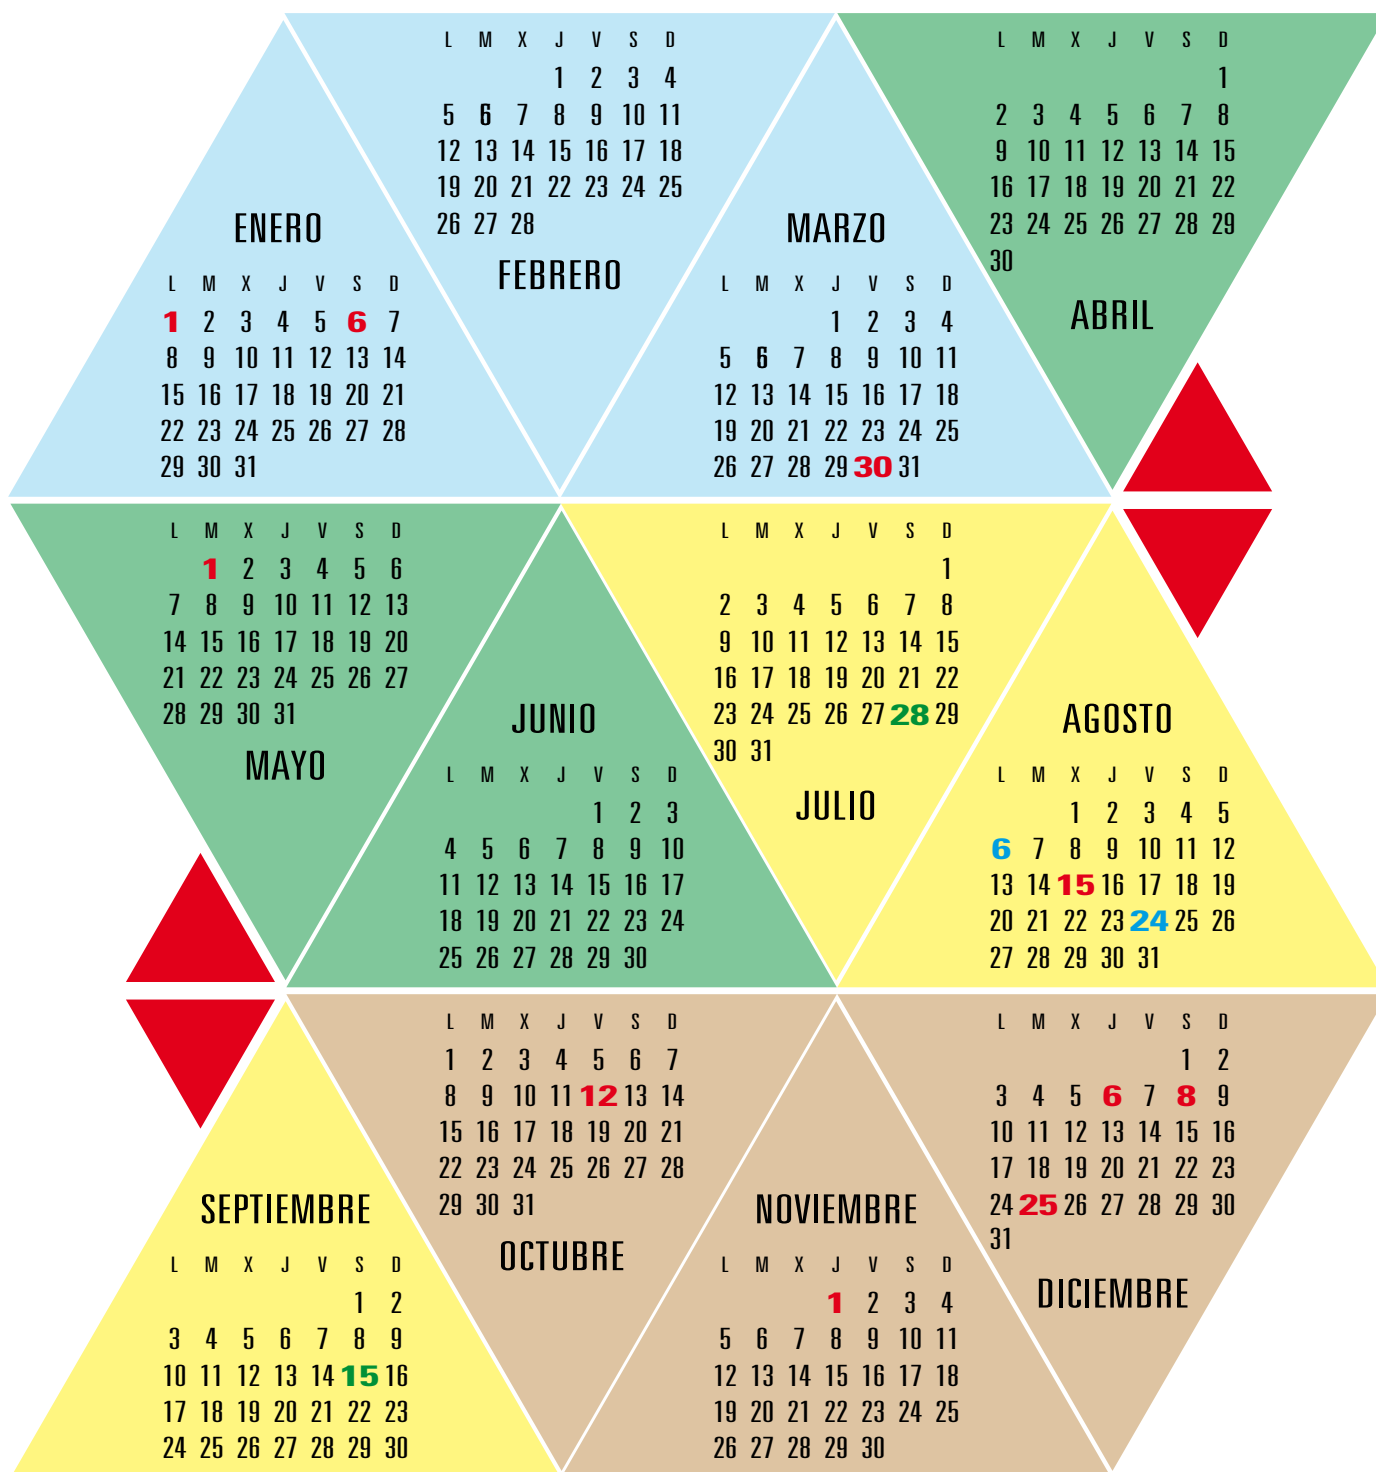 L M X J V S D
1 2 3 4
5 6 7 8 9 10 11
12 13 14 15 16 17 18
19 20 21 22 23 24 25
26 27 28
FEBRERO
L M X J V S D
1
2 3 4 5 6 7 8
9 10 11 12 13 14 15
16 17 18 19 20 21 22
23 24 25 26 27 28 29
30
ABRIL
ENERO
L M X J V S D
1 2 3 4 5 6 7
8 9 10 11 12 13 14
15 16 17 18 19 20 21
22 23 24 25 26 27 28
29 30 31
MARZO
L M X J V S D
1 2 3 4
5 6 7 8 9 10 11
12 13 14 15 16 17 18
19 20 21 22 23 24 25
26 27 28 29 30 31
L M X J V S D
1 2 3 4 5 6
7 8 9 10 11 12 13
14 15 16 17 18 19 20
21 22 23 24 25 26 27
28 29 30 31
MAYO
JUNIO
L M X J V S D
1 2 3
4 5 6 7 8 9 10
11 12 13 14 15 16 17
18 19 20 21 22 23 24
25 26 27 28 29 30
L M X J V S D
1
2 3 4 5 6 7 8
9 10 11 12 13 14 15
16 17 18 19 20 21 22
23 24 25 26 27 28 29
30 31
JULIO
AGOSTO
L M X J V S D
1 2 3 4 5
6 7 8 9 10 11 12
13 14 15 16 17 18 19
20 21 22 23 24 25 26
27 28 29 30 31
SEPTIEMBRE
L M X J V S D
1 2
3 4 5 6 7 8 9
10 11 12 13 14 15 16
17 18 19 20 21 22 23
24 25 26 27 28 29 30
L M X J V S D
1 2 3 4 5 6 7
8 9 10 11 12 13 14
15 16 17 18 19 20 21
22 23 24 25 26 27 28
29 30 31
OCTUBRE
NOVIEMBRE
L M X J V S D
1 2 3 4
5 6 7 8 9 10 11
12 13 14 15 16 17 18
19 20 21 22 23 24 25
26 27 28 29 30
L M X J V S D
1 2
3 4 5 6 7 8 9
10 11 12 13 14 15 16
17 18 19 20 21 22 23
24 25 26 27 28 29 30
31
DICIEMBRE